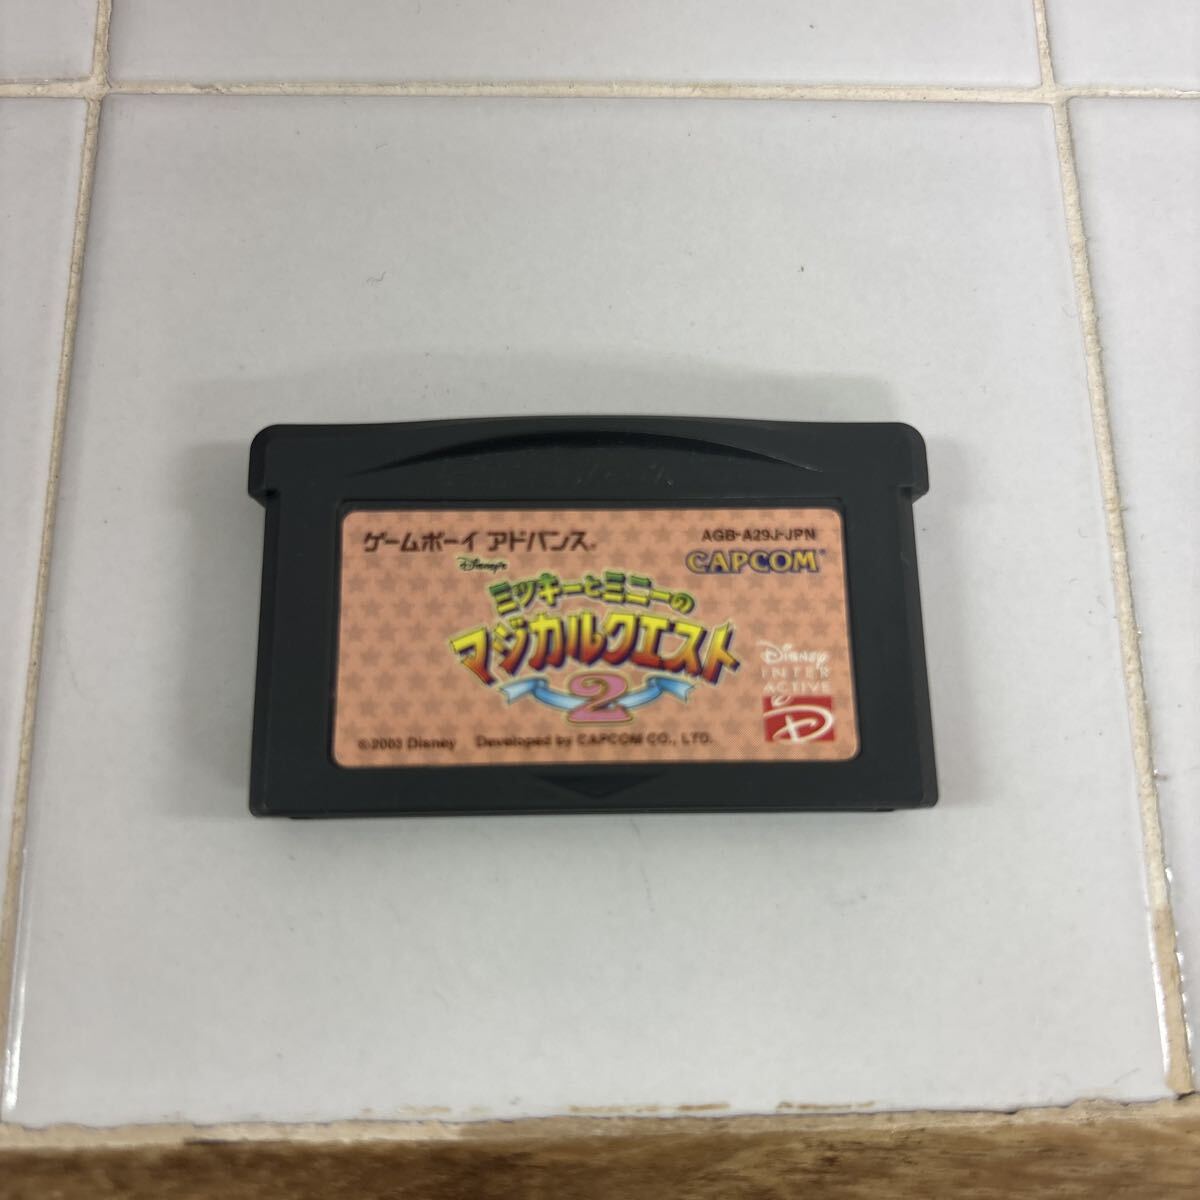 ゲームボーイ アドバンス
AGB-A29J-JPN
CAPCOM
Disney's
ミッキーとミニーの
マジカルクエスト
2
Disney
INTER
ACTIVE
D
©2003 Disney Developed by CAPCOM CO., LTD.